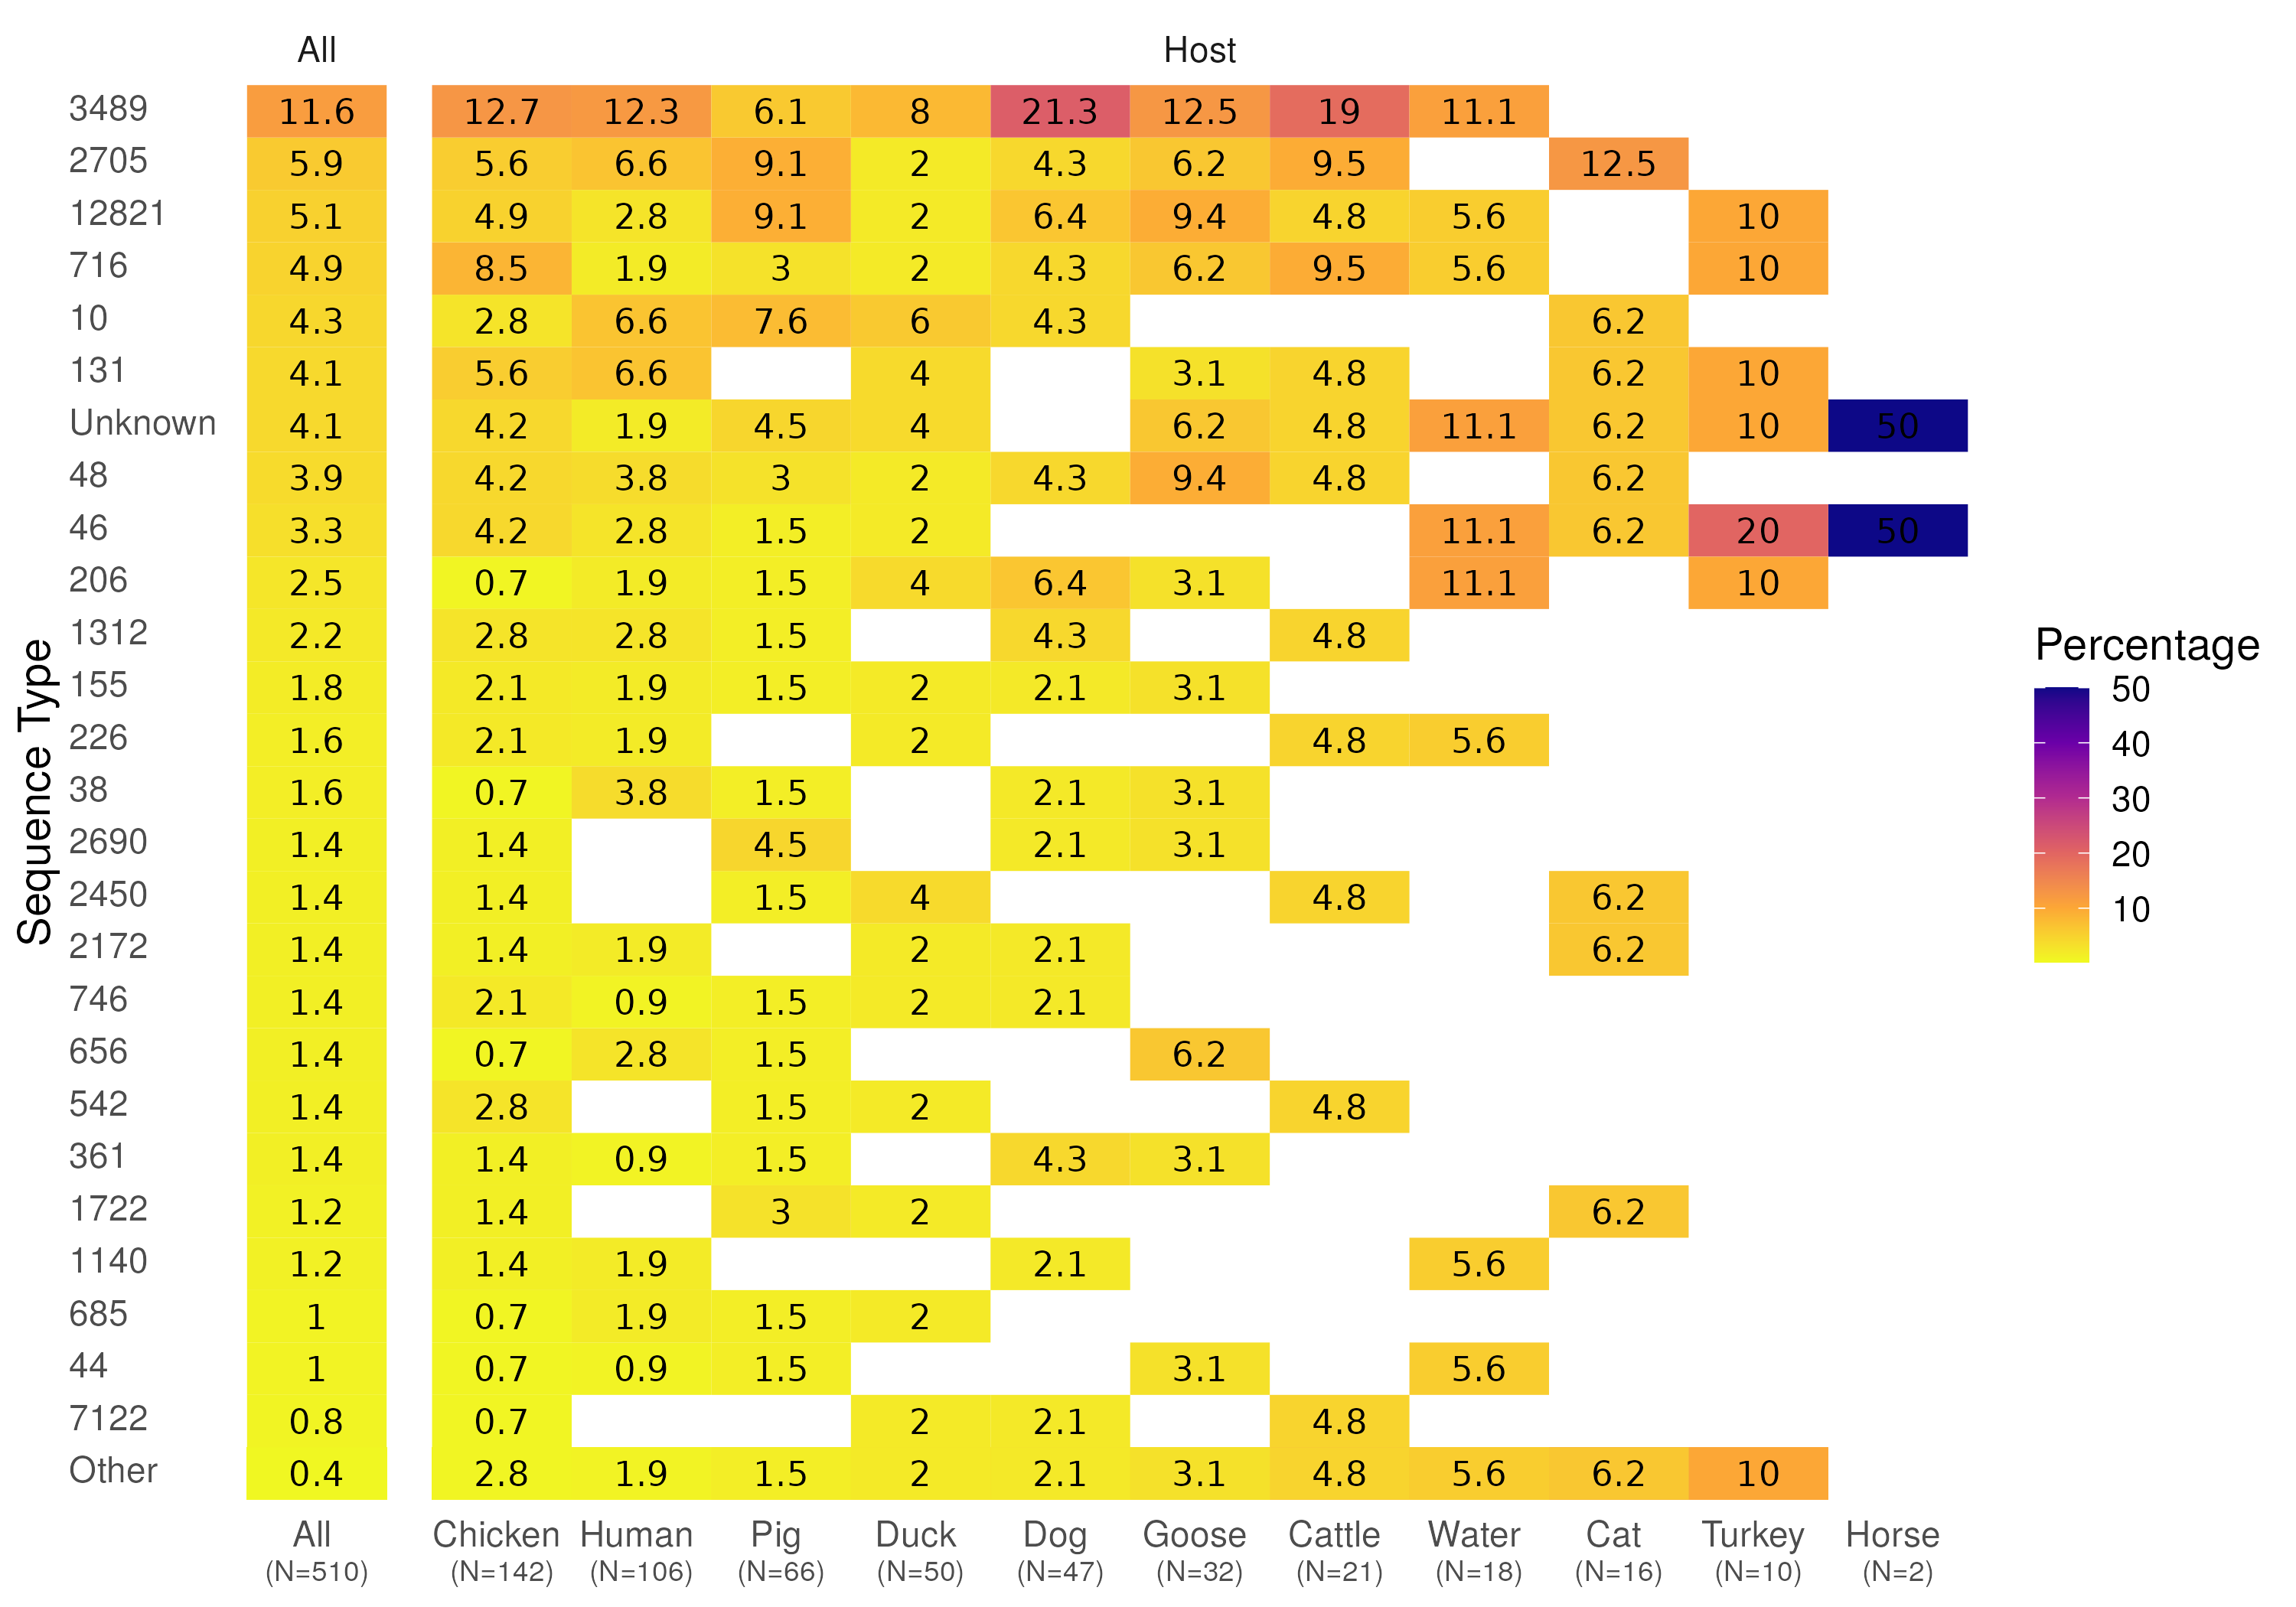 All Host
3489 11.6 12.7 12.3 6.1 8 21.3 12.5 19 11.1
2705 5.9 5.6 6.6 9.1 2 4.3 6.2 9.5 12.5
12821 5.1 4.9 2.8 9.1 2 6.4 9.4 4.8 5.6 10
716 4.9 8.5 1.9 3 2 4.3 6.2 9.5 5.6 10
10 4.3 2.8 6.6 7.6 6 4.3 6.2
131 4.1 5.6 6.6 4 3.1 4.8 6.2 10
Unknown 4.1 4.2 1.9 4.5 4 6.2 4.8 11.1 6.2 10 50
48 3.9 4.2 3.8 3 2 4.3 9.4 4.8 6.2
46 3.3 4.2 2.8 1.5 2 11.1 6.2 20 50
206 2.5 0.7 1.9 1.5 4 6.4 3.1 11.1 10
1312 2.2 2.8 2.8 1.5 4.3 4.8
155 1.8 2.1 1.9 1.5 2 2.1 3.1
226 1.6 2.1 1.9 2 4.8 5.6
38 1.6 0.7 3.8 1.5 2.1 3.1
2690 1.4 1.4 4.5 2.1 3.1
2450 1.4 1.4 1.5 4 4.8 6.2
2172 1.4 1.4 1.9 2 2.1 6.2
746 1.4 2.1 0.9 1.5 2 2.1
656 1.4 0.7 2.8 1.5 6.2
542 1.4 2.8 1.5 2 4.8
361 1.4 1.4 0.9 1.5 4.3 3.1
1722 1.2 1.4 3 2 6.2
1140 1.2 1.4 1.9 2.1 5.6
685 1 0.7 1.9 1.5 2
44 1 0.7 0.9 1.5 3.1 5.6
7122 0.8 0.7 2 2.1 4.8
Other 0.4 2.8 1.9 1.5 2 2.1 3.1 4.8 5.6 6.2 10
All Chicken Human Pig Duck Dog Goose Cattle Water Cat Turkey Horse
(N=510) (N=142) (N=106) (N=66) (N=50) (N=47) (N=32) (N=21) (N=18) (N=16) (N=10) (N=2)
Sequence Type
Percentage
50
40
30
20
10